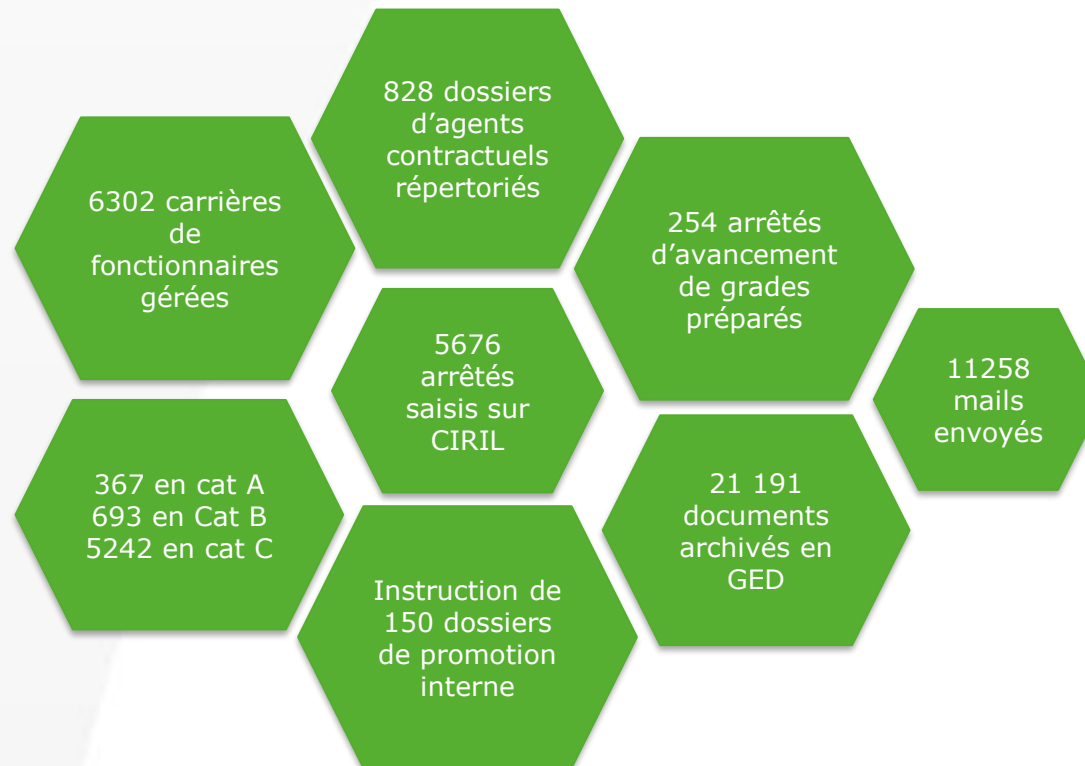 828 dossiers
d’agents
contractuels
répertoriés
6302 carrières
de
fonctionnaires
gérées
254 arrêtés
d’avancement
de grades
préparés
5676
arrêtés
saisis sur
CIRIL
11258
mails
envoyés
367 en cat A
693 en Cat B
5242 en cat C
21 191
documents
archivés en
GED
Instruction de
150 dossiers
de promotion
interne